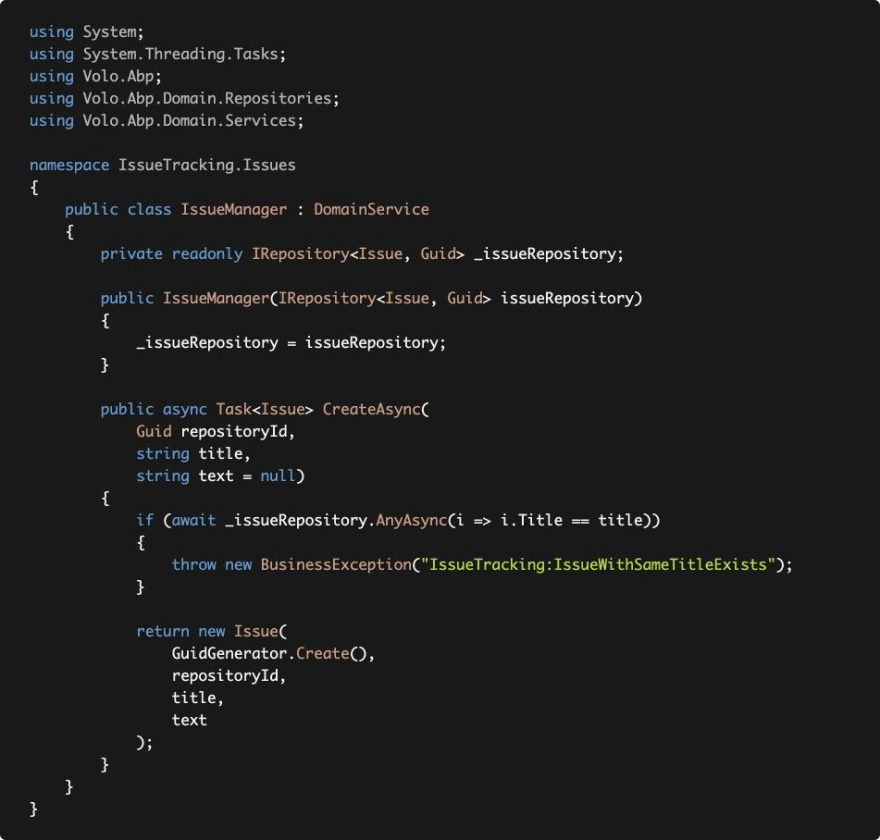 using System;
using System.Threading.Tasks;
using Volo.Abp;
using Volo.Abp.Domain.Repositories;
using Volo.Abp.Domain.Services;

namespace IssueTracking.Issues
{
    public class IssueManager : DomainService
    {
        private readonly IRepository<Issue, Guid> _issueRepository;

        public IssueManager(IRepository<Issue, Guid> issueRepository)
        {
            _issueRepository = issueRepository;
        }

        public async Task<Issue> CreateAsync(
            Guid repositoryId,
            string title,
            string text = null)
        {
            if (await _issueRepository.AnyAsync(i => i.Title == title))
            {
                throw new BusinessException("IssueTracking:IssueWithSameTitleExists");
            }

            return new Issue(
                GuidGenerator.Create(),
                repositoryId,
                title,
                text
            );
        }
    }
}